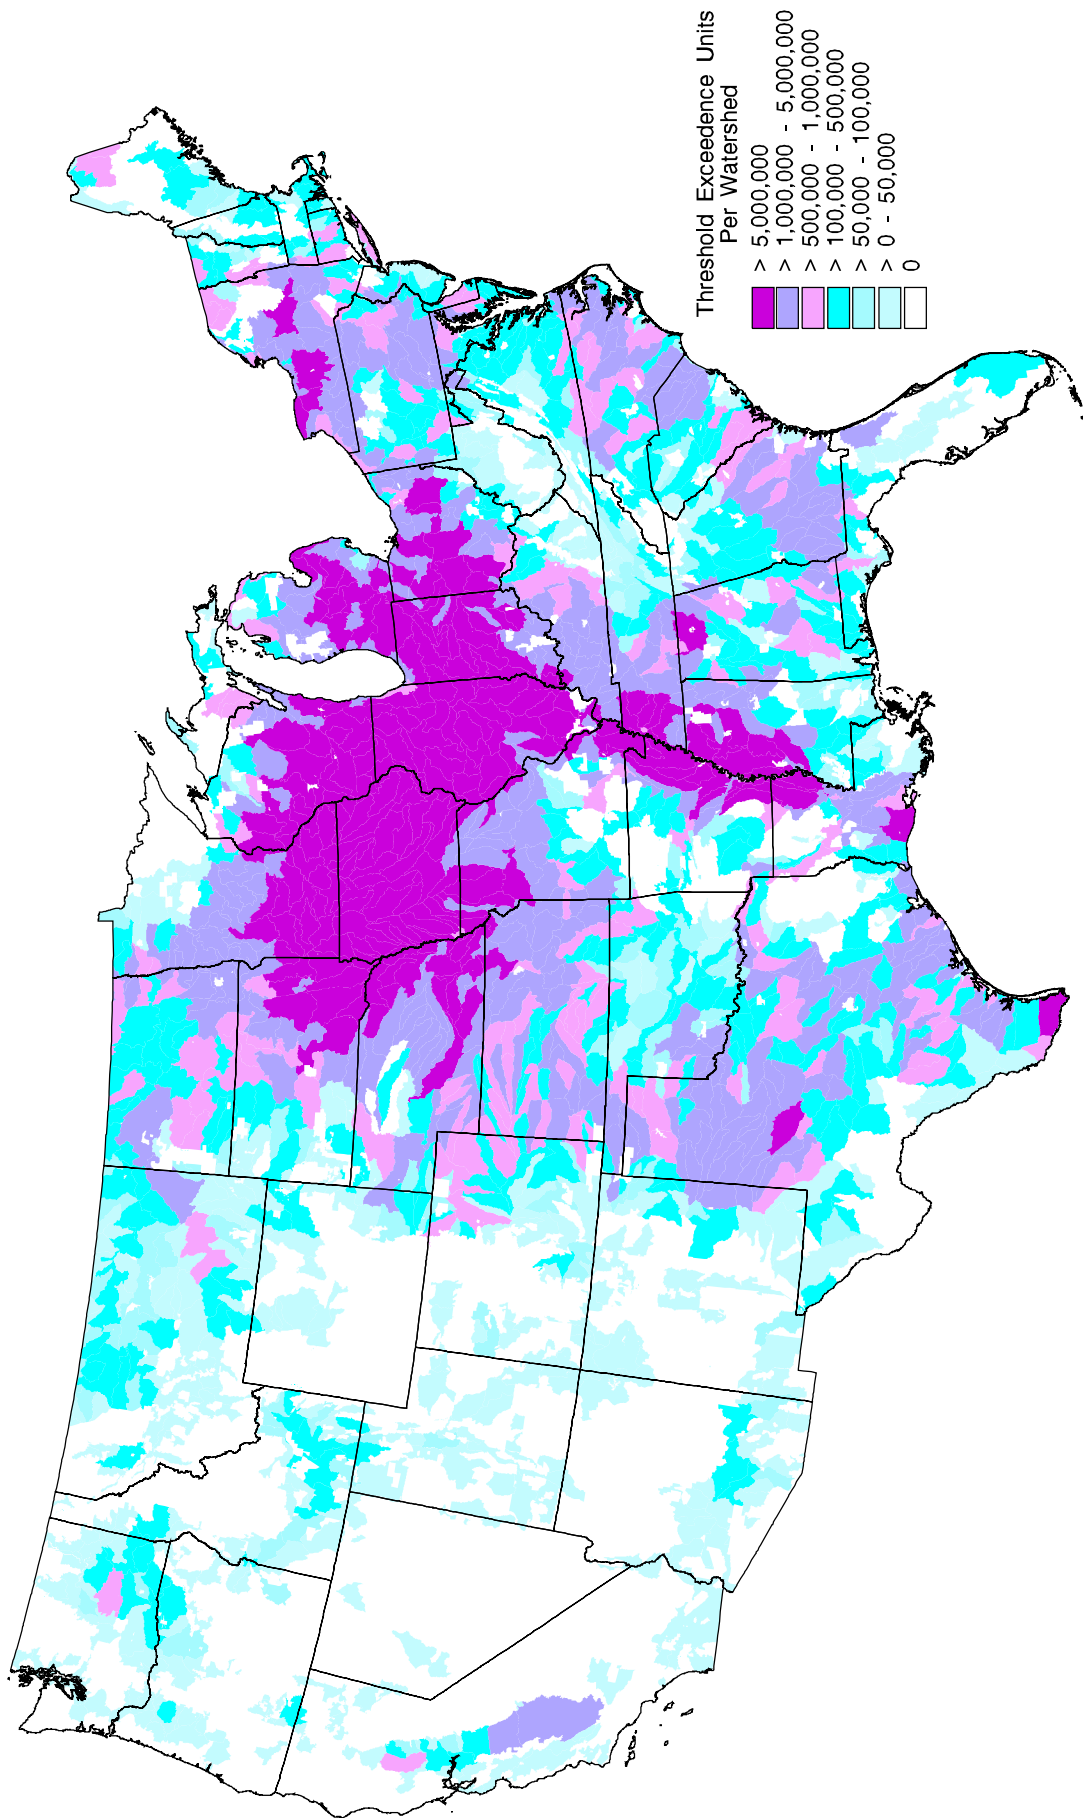 Threshold Exceedence Units
Per Watershed
> 5,000,000
> 1,000,000 - 5,000,000
> 500,000 - 1,000,000
> 100,000 - 500,000
> 50,000 - 100,000
> 0 - 50,000
0